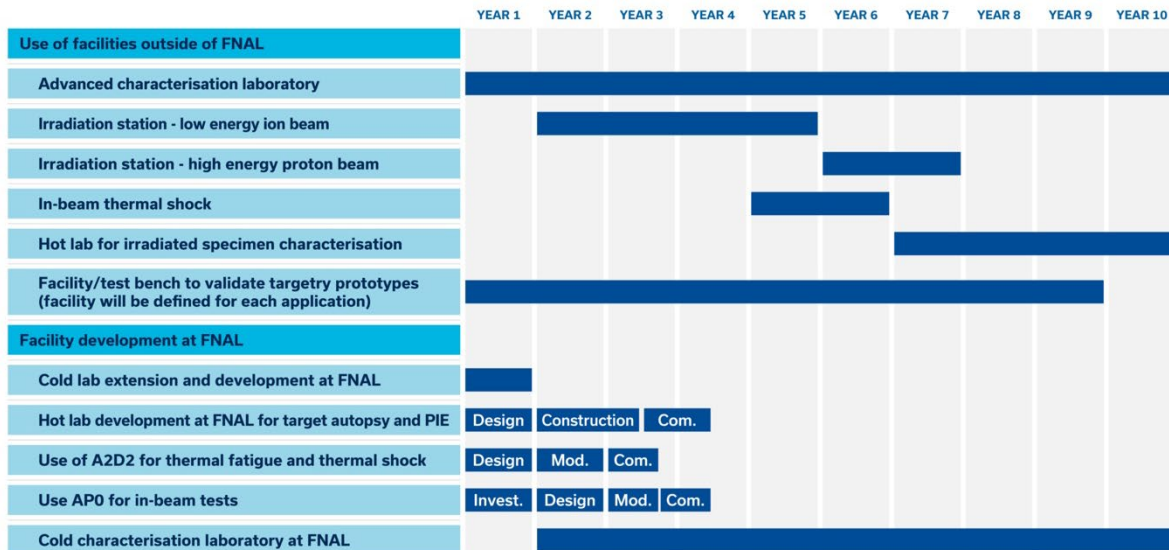 YEAR 1 YEAR 2 YEAR 3 YEAR 4 YEAR 5 YEAR 6 YEAR 7 YEAR 8 YEAR 9 YEAR 10
Use of facilities outside of FNAL
Advanced characterisation laboratory
Irradiation station - low energy ion beam
Irradiation station - high energy proton beam
In-beam thermal shock
Hot lab for irradiated specimen characterisation
Facility/test bench to validate targetry prototypes
(facility will be defined for each application)
Facility development at FNAL
Cold lab extension and development at FNAL
Hot lab development at FNAL for target autopsy and PIE Design Construction Com.
Use of A2D2 for thermal fatigue and thermal shock Design Mod. Com.
Use AP0 for in-beam tests Invest. Design Mod. Com.
Cold characterisation laboratory at FNAL